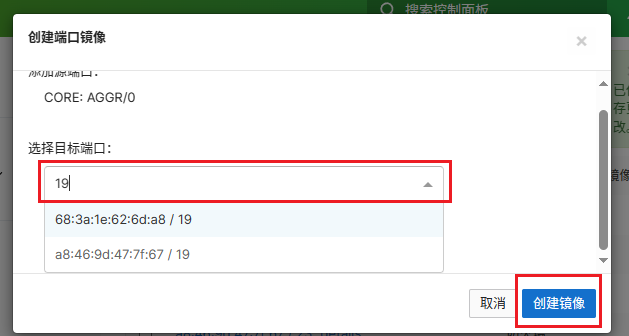 搜索控制面板
创建端口镜像
×
添加源端口:
CORE: AGGR/0
选择目标端口:
19
68:3a:1e:62:6d:a8 / 19
a8:46:9d:47:7f:67 / 19
取消
创建镜像
存
改。
镜像